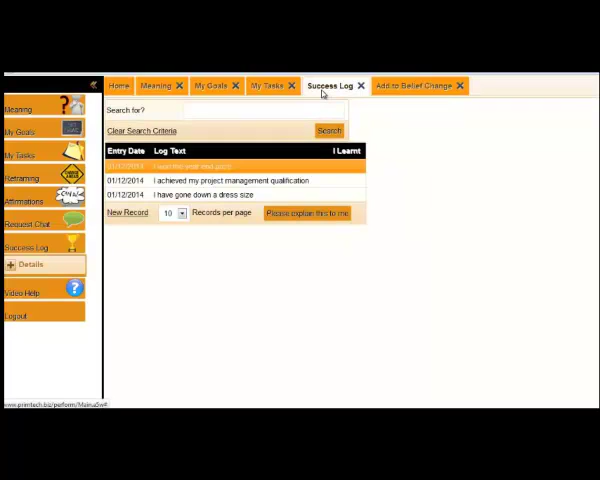 Home Meaning My Goals My Tasks Success Log Add to Belief Change
Search for?
Clear Search Criteria Search
Entry Date Log Text I Learnt
01/12/2014
01/12/2014 I achieved my project management qualification
01/12/2014 I have gone down a dress size
New Record 10 Records per page Please explain this to me
Meaning
My Goals
My Tasks
Reframing
Affirmations
Request Chat
Success Log
Details
Video Help
Logout